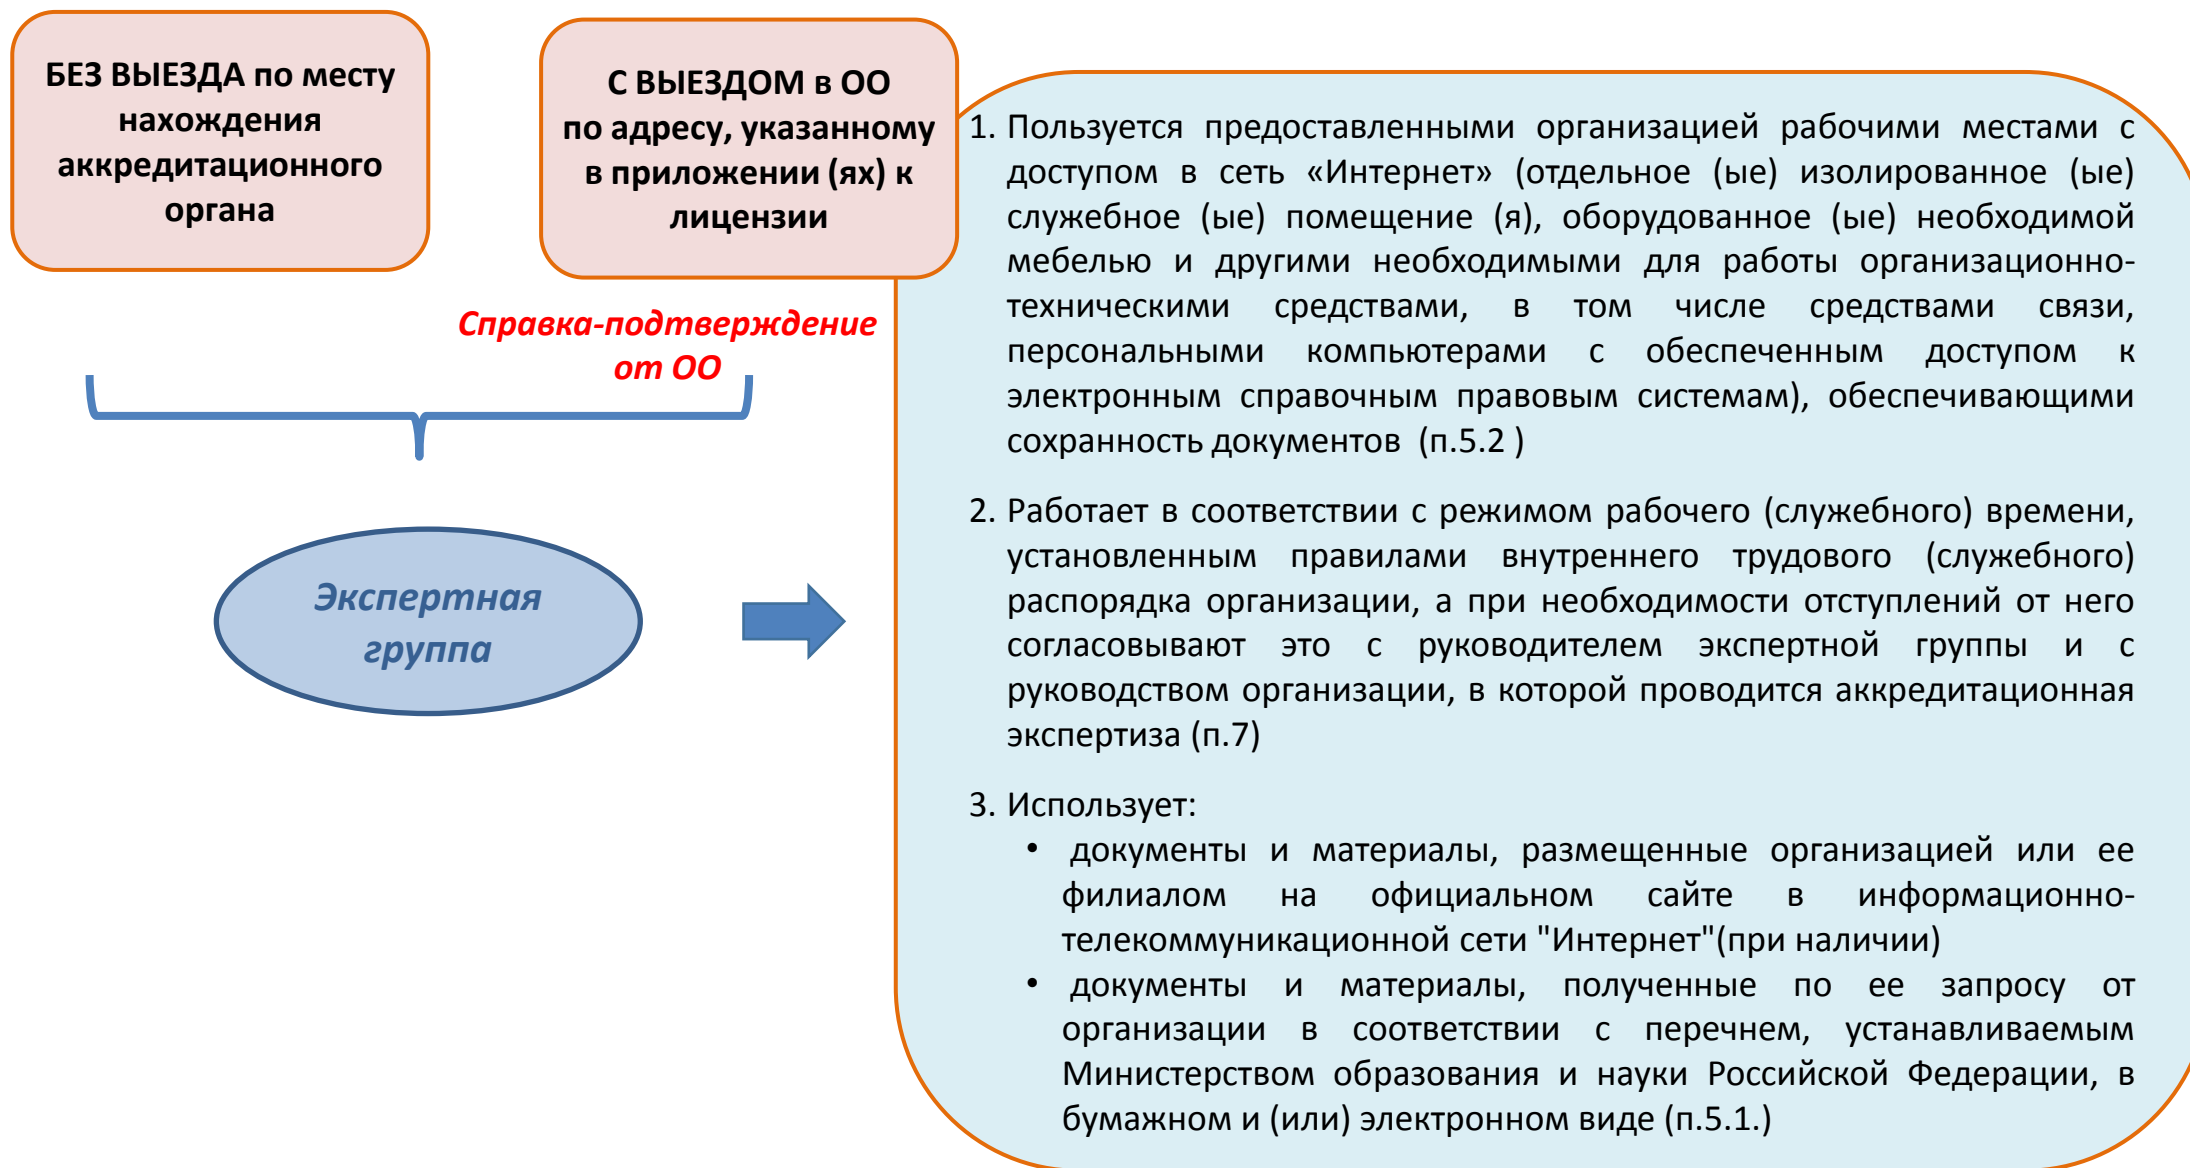 БЕЗ ВЫЕЗДА по месту
нахождения
аккредитационного
органа
С ВЫЕЗДОМ в ОО
по адресу, указанному
в приложении (ях) к
лицензии
Справка-подтверждение
от ОО
Экспертная
группа
1. Пользуется предоставленными организацией рабочими местами с
доступом в сеть «Интернет» (отдельное (ые) изолированное (ые)
служебное (ые) помещение (я), оборудованное (ые) необходимой
мебелью и другими необходимыми для работы организационно-
техническими средствами, в том числе средствами связи,
персональными компьютерами с обеспеченным доступом к
электронным справочным правовым системам), обеспечивающими
сохранность документов (п.5.2 )
2. Работает в соответствии с режимом рабочего (служебного) времени,
установленным правилами внутреннего трудового (служебного)
распорядка организации, а при необходимости отступлений от него
согласовывают это с руководителем экспертной группы и с
руководством организации, в которой проводится аккредитационная
экспертиза (п.7)
3. Использует:
• документы и материалы, размещенные организацией или ее
филиалом на официальном сайте в информационно-
телекоммуникационной сети "Интернет"(при наличии)
• документы и материалы, полученные по ее запросу от
организации в соответствии с перечнем, устанавливаемым
Министерством образования и науки Российской Федерации, в
бумажном и (или) электронном виде (п.5.1.)